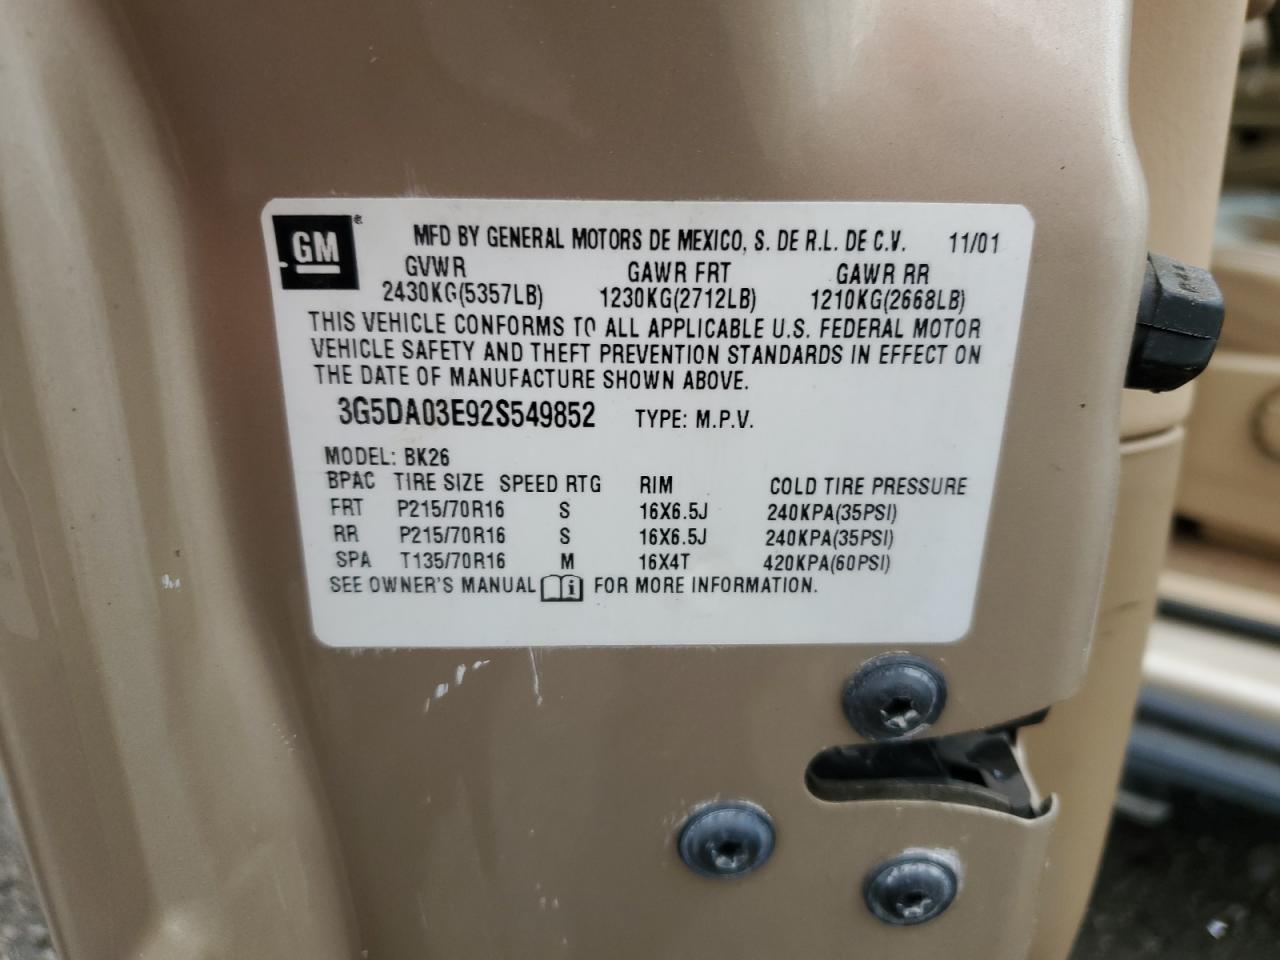 GM ®
MFD BY GENERAL MOTORS DE MEXICO, S. DE R.L. DE C.V. 11/01
GVWR GAWR FRT GAWR RR
2430KG(5357LB) 1230KG(2712LB) 1210KG(2668LB)
THIS VEHICLE CONFORMS TO ALL APPLICABLE U.S. FEDERAL MOTOR
VEHICLE SAFETY AND THEFT PREVENTION STANDARDS IN EFFECT ON
THE DATE OF MANUFACTURE SHOWN ABOVE.
3G5DA03E92S549852 TYPE: M.P.V.
MODEL: BK26
BPAC TIRE SIZE SPEED RTG RIM COLD TIRE PRESSURE
FRT P215/70R16 S 16X6.5J 240KPA(35PSI)
RR P215/70R16 S 16X6.5J 240KPA(35PSI)
SPA T135/70R16 M 16X4T 420KPA(60PSI)
SEE OWNER'S MANUAL i FOR MORE INFORMATION.